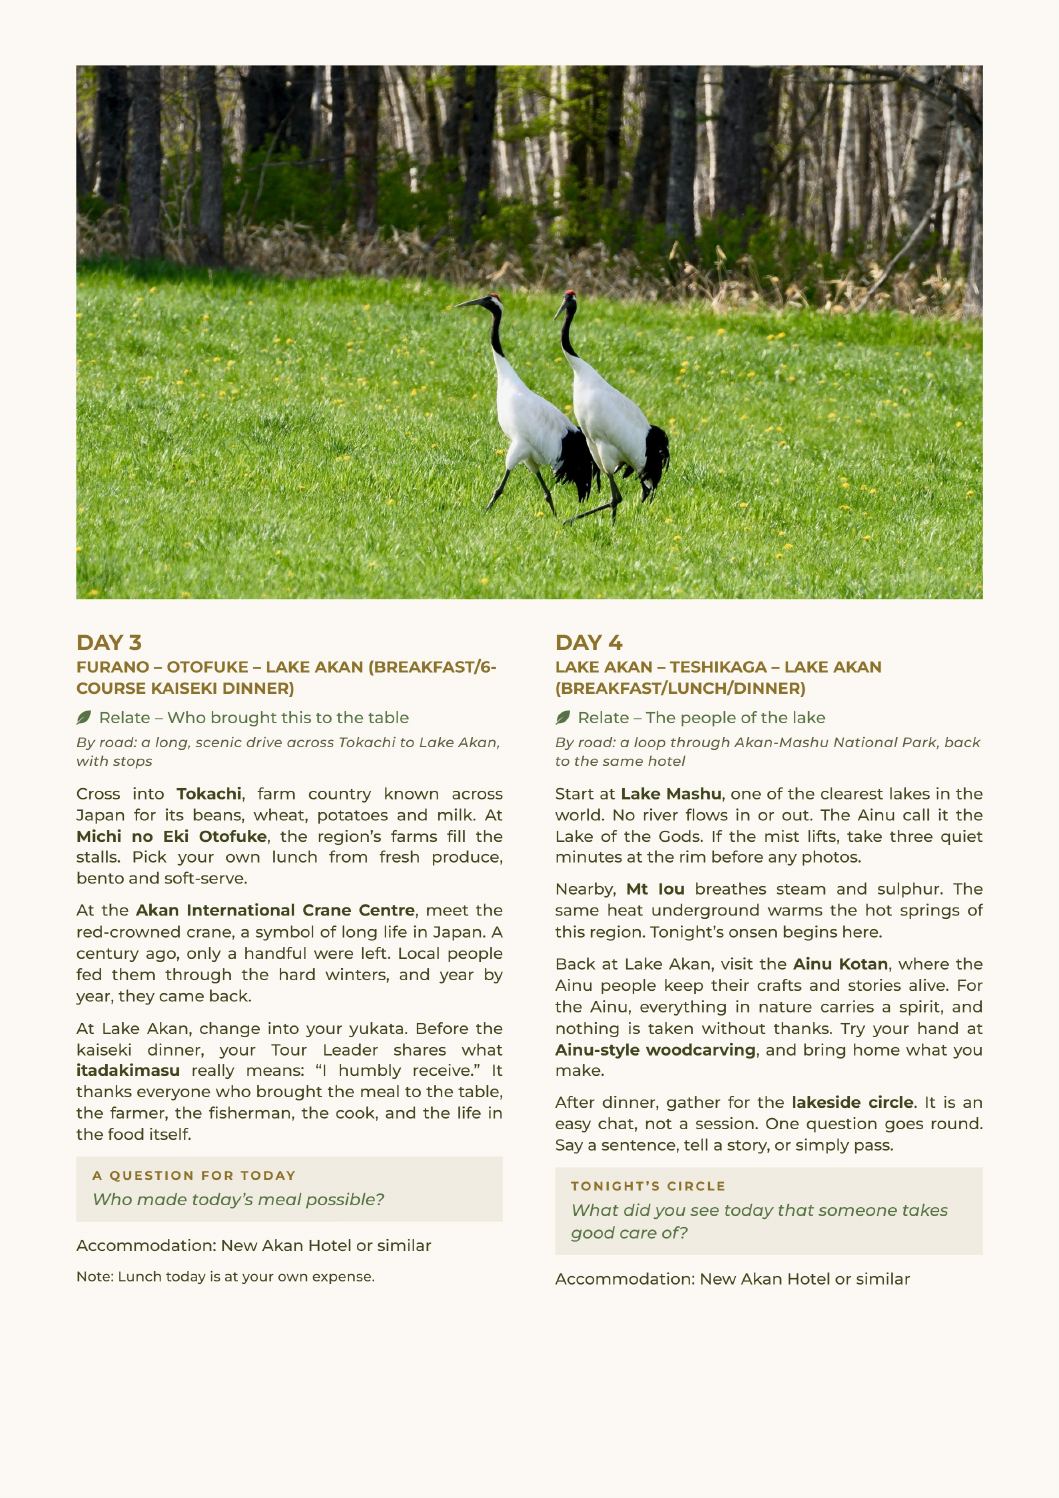 DAY 3
FURANO – OTOFUKE – LAKE AKAN (BREAKFAST/6-
COURSE KAISEKI DINNER)
Relate – Who brought this to the table
By road: a long, scenic drive across Tokachi to Lake Akan,
with stops
Cross into Tokachi, farm country known across
Japan for its beans, wheat, potatoes and milk. At
Michi no Eki Otofuke, the region’s farms fill the
stalls. Pick your own lunch from fresh produce,
bento and soft-serve.
At the Akan International Crane Centre, meet the
red-crowned crane, a symbol of long life in Japan. A
century ago, only a handful were left. Local people
fed them through the hard winters, and year by
year, they came back.
At Lake Akan, change into your yukata. Before the
kaiseki dinner, your Tour Leader shares what
itadakimasu really means: “I humbly receive.” It
thanks everyone who brought the meal to the table,
the farmer, the fisherman, the cook, and the life in
the food itself.
A QUESTION FOR TODAY
Who made today’s meal possible?
Accommodation: New Akan Hotel or similar
Note: Lunch today is at your own expense.
DAY 4
LAKE AKAN – TESHIKAGA – LAKE AKAN
(BREAKFAST/LUNCH/DINNER)
Relate – The people of the lake
By road: a loop through Akan-Mashu National Park, back
to the same hotel
Start at Lake Mashu, one of the clearest lakes in the
world. No river flows in or out. The Ainu call it the
Lake of the Gods. If the mist lifts, take three quiet
minutes at the rim before any photos.
Nearby, Mt Iou breathes steam and sulphur. The
same heat underground warms the hot springs of
this region. Tonight’s onsen begins here.
Back at Lake Akan, visit the Ainu Kotan, where the
Ainu people keep their crafts and stories alive. For
the Ainu, everything in nature carries a spirit, and
nothing is taken without thanks. Try your hand at
Ainu-style woodcarving, and bring home what you
make.
After dinner, gather for the lakeside circle. It is an
easy chat, not a session. One question goes round.
Say a sentence, tell a story, or simply pass.
TONIGHT’S CIRCLE
What did you see today that someone takes
good care of?
Accommodation: New Akan Hotel or similar